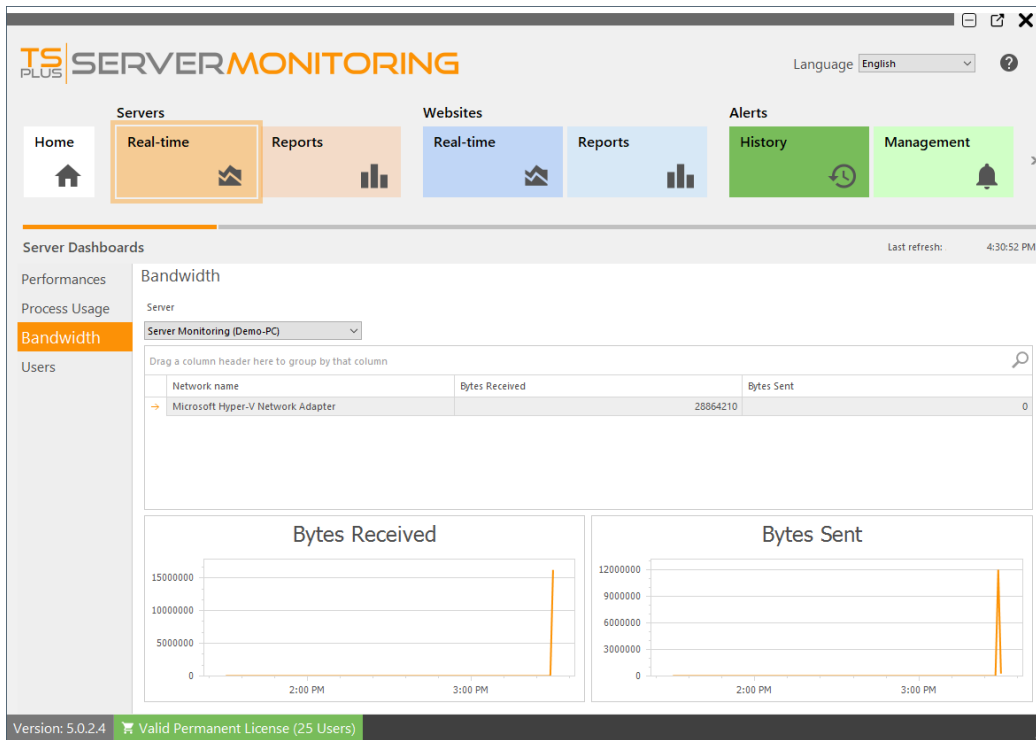 TS PLUS SERVERMONITORING
Language English
Servers Websites Alerts
Home Real-time Reports Real-time Reports History Management
Server Dashboards Last refresh: 4:30:52 PM
Performances
Process Usage
Bandwidth
Users
Bandwidth
Server
Server Monitoring (Demo-PC)
Drag a column header here to group by that column
Network name Bytes Received Bytes Sent
Microsoft Hyper-V Network Adapter 28864210 0
Bytes Received
15000000
10000000
5000000
0
2:00 PM 3:00 PM
Bytes Sent
12000000
9000000
6000000
3000000
0
2:00 PM 3:00 PM
Version: 5.0.2.4 Valid Permanent License (25 Users)